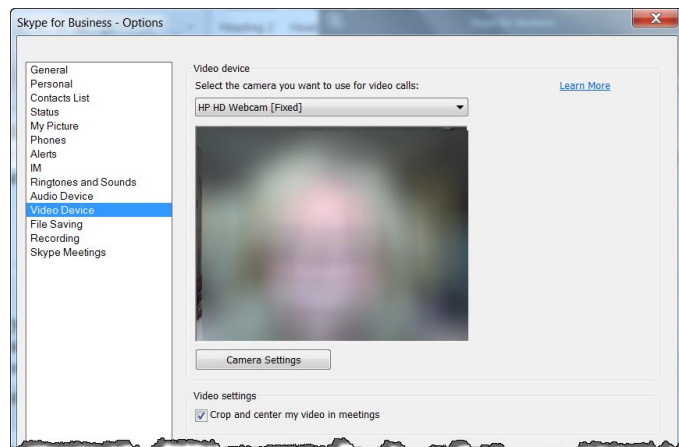 Skype for Business - Options
General
Personal
Contacts List
Status
My Picture
Phones
Alerts
IM
Ringtones and Sounds
Audio Device
Video Device
File Saving
Recording
Skype Meetings
Video device
Select the camera you want to use for video calls:
Learn More
HP HD Webcam [Fixed]
Camera Settings
Video settings
Crop and center my video in meetings